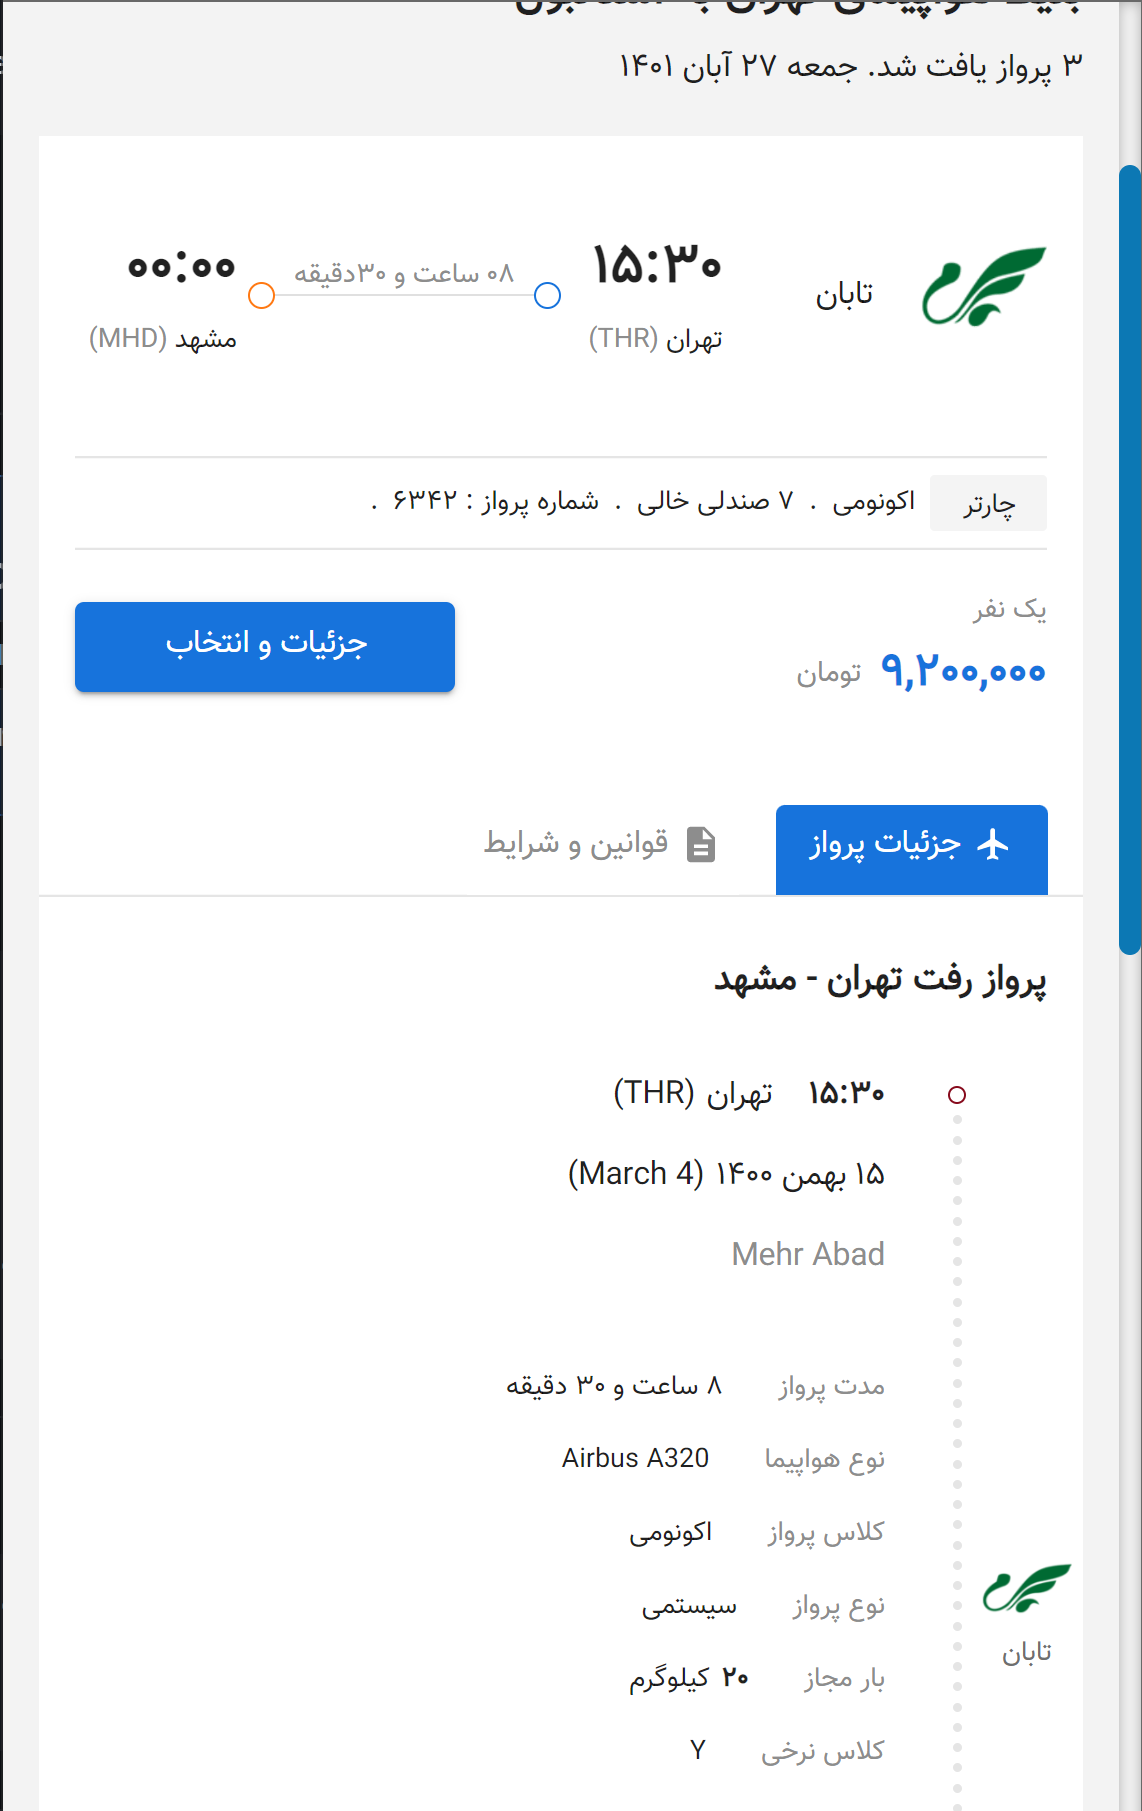 ۳ پرواز یافت شد. جمعه ۲۷ آبان ۱۴۰۱
تابان
۱۵:۳۰
۰۸ ساعت و ۳۰دقیقه
۰۰:۰۰
تهران (THR)
مشهد (MHD)
چارتر
اکونومی . ۷ صندلی خالی . شماره پرواز : ۶۳۴۲ .
یک نفر
۹,۲۰۰,۰۰۰ تومان
جزئیات و انتخاب
جزئیات پرواز
قوانین و شرایط
پرواز رفت تهران - مشهد
۱۵:۳۰ تهران (THR)
۱۵ بهمن ۱۴۰۰ (March 4)
Mehr Abad
مدت پرواز ۸ ساعت و ۳۰ دقیقه
نوع هواپیما Airbus A320
کلاس پرواز اکونومی
نوع پرواز سیستمی
تابان
بار مجاز ۲۰ کیلوگرم
کلاس نرخی Y